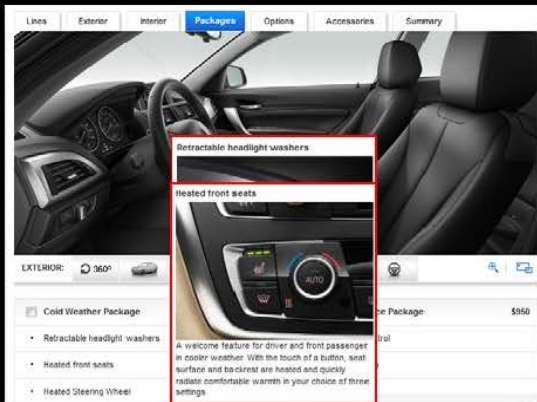 Lines Exterior Interior Packages Options Accessories Summary
Retractable headlight washers
Heated front seats
AUTO
EXTERIOR: 360°
Cold Weather Package
ce Package $950
• Retractable headlight washers
trol
• Heated front seats
• Heated Steering Wheel
A welcome feature for driver and front passenger
in cooler weather. With the touch of a button, seat
surface and backrest are heated and quickly
radiate comfortable warmth in your choice of three
settings